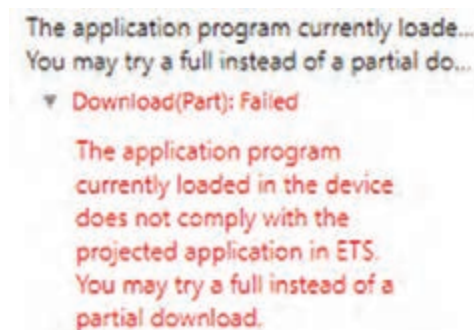 The application program currently loade...
You may try a full instead of a partial do...
Download(Part): Failed
The application program
currently loaded in the device
does not comply with the
projected application in ETS.
You may try a full instead of a
partial download.